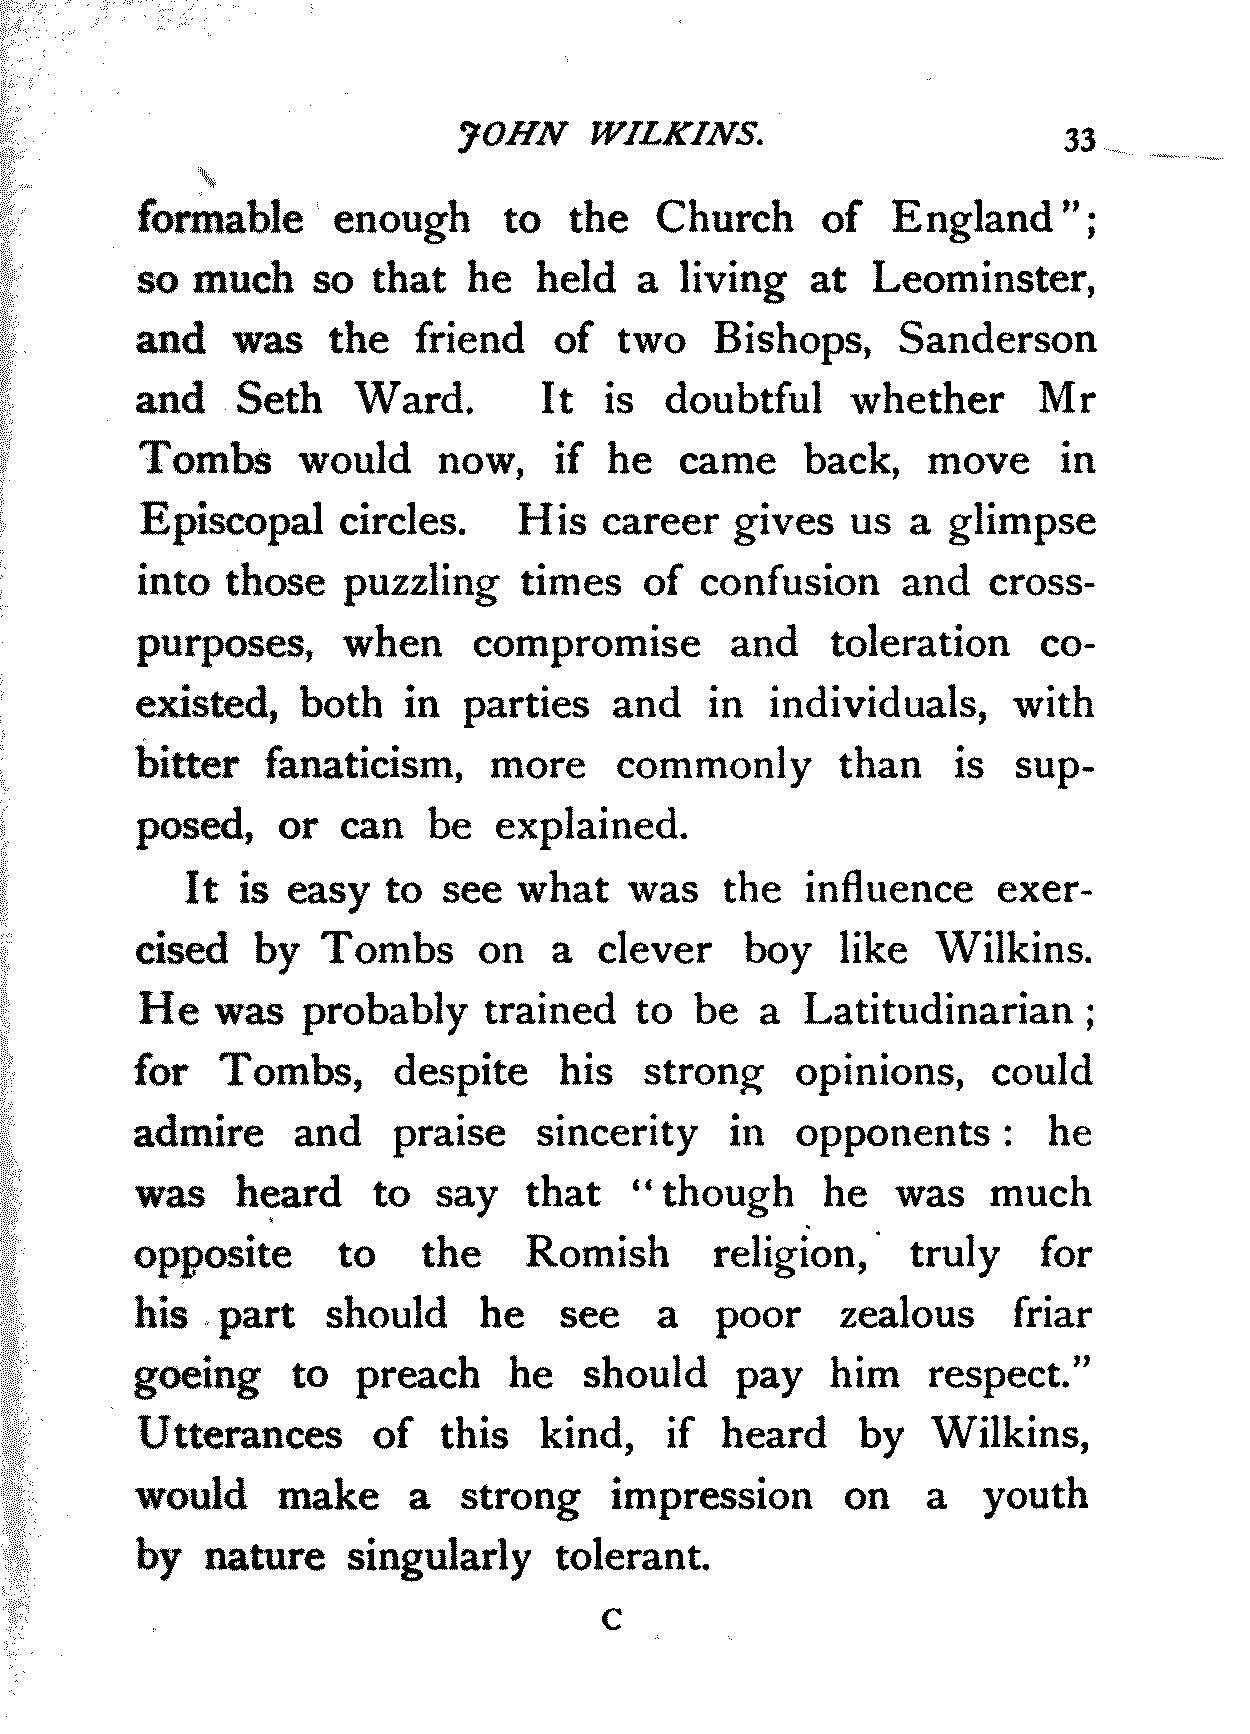 JOHN WILKINS. 33
formable enough to the Church of England";
so much so that he held a living at Leominster,
and was the friend of two Bishops, Sanderson
and Seth Ward. It is doubtful whether Mr
Tombs would now, if he came back, move in
Episcopal circles. His career gives us a glimpse
into those puzzling times of confusion and cross-
purposes, when compromise and toleration co-
existed, both in parties and in individuals, with
bitter fanaticism, more commonly than is sup-
posed, or can be explained.
It is easy to see what was the influence exer-
cised by Tombs on a clever boy like Wilkins.
He was probably trained to be a Latitudinarian;
for Tombs, despite his strong opinions, could
admire and praise sincerity in opponents: he
was heard to say that "though he was much
opposite to the Romish religion, truly for
his part should he see a poor zealous friar
goeing to preach he should pay him respect."
Utterances of this kind, if heard by Wilkins,
would make a strong impression on a youth
by nature singularly tolerant.
C